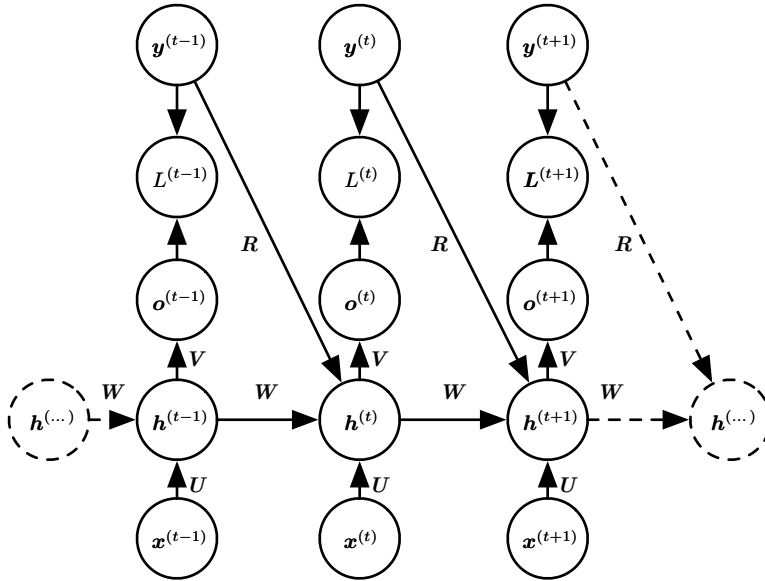 y^(t−1) y^(t) y^(t+1)
L^(t−1) L^(t) L^(t+1)
R R R
o^(t−1) o^(t) o^(t+1)
V V V
W W W W
h^(...) h^(t−1) h^(t) h^(t+1) h^(...)
U U U
x^(t−1) x^(t) x^(t+1)